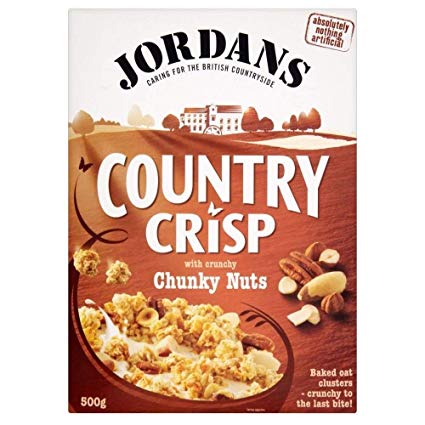 absolutely
nothing
artificial
JORDANS
CARING FOR THE BRITISH COUNTRYSIDE
COUNTRY
CRISP
with crunchy
Chunky Nuts
Baked oat
clusters
- crunchy to
the last bite!
500g